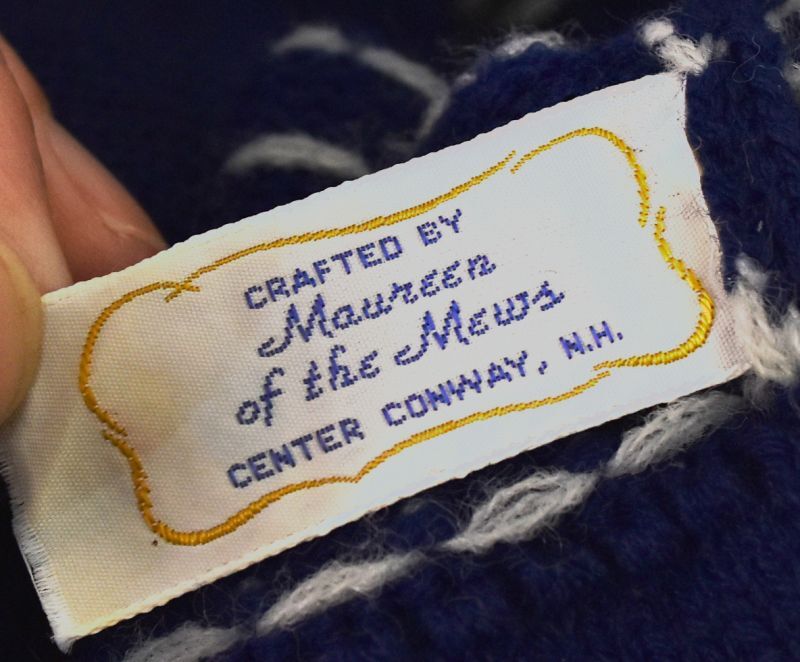 CRAFTED BY
Maureen
of the Mews
CENTER CONWAY, N.H.